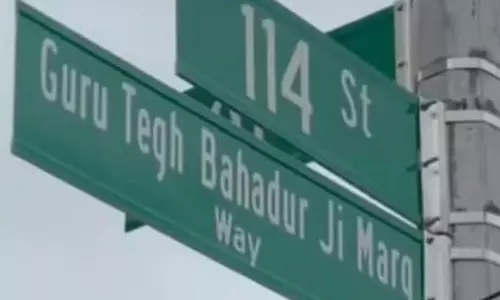 114 St
Guru Tegh Bahadur Ji Marg
Way